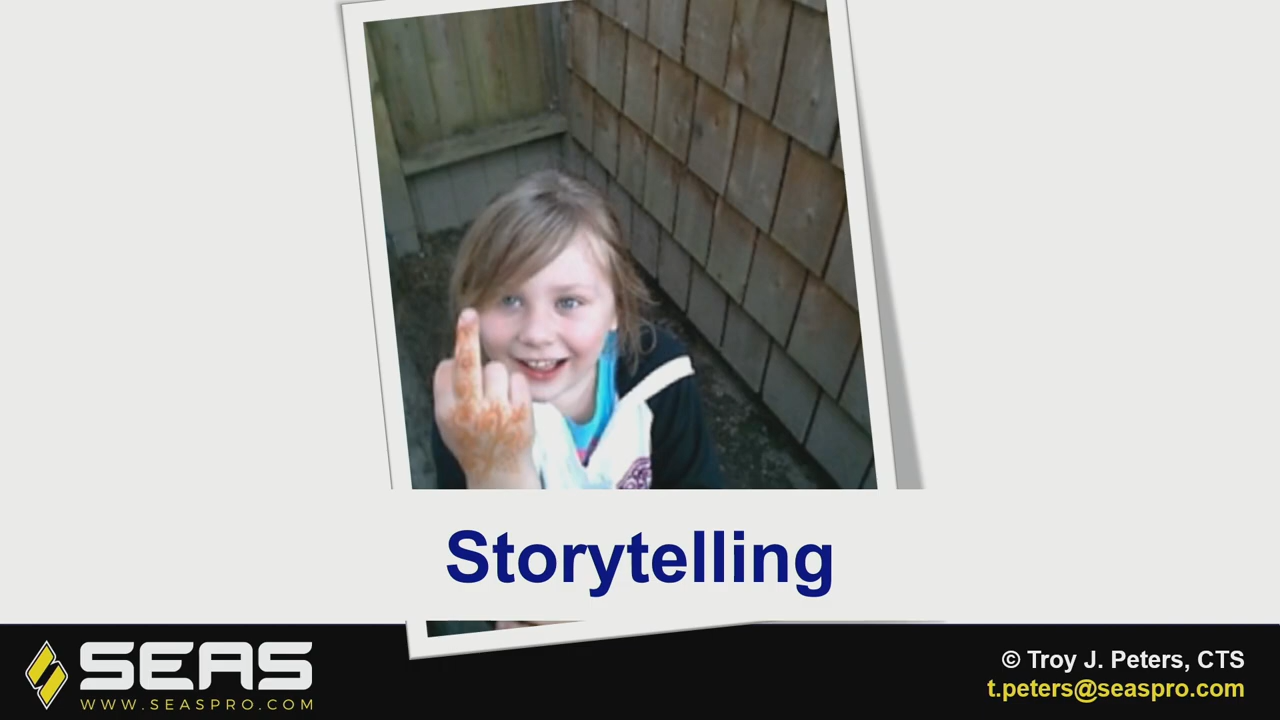 Storytelling
SEAS
WWW.SEASPRO.COM
© Troy J. Peters, CTS
t.peters@seaspro.com